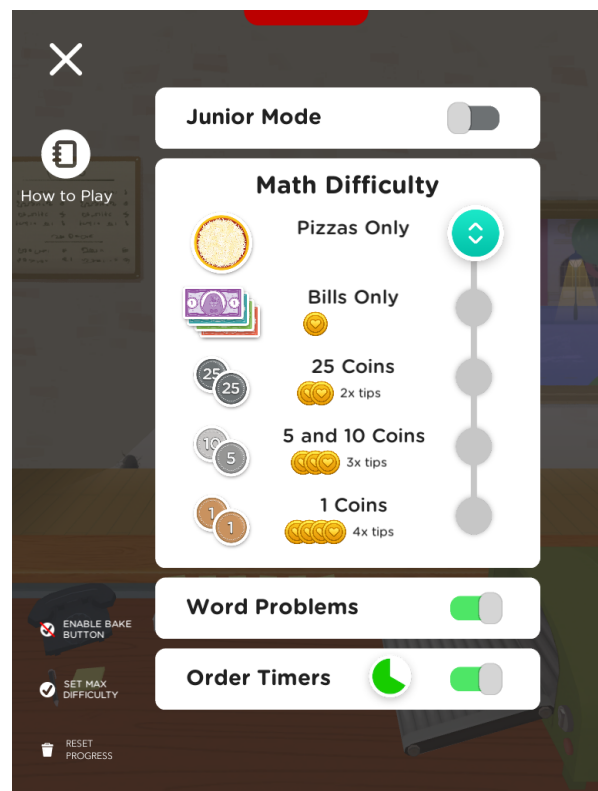 Junior Mode
How to Play
Math Difficulty
Pizzas Only
Bills Only
25 Coins
25
25
2x tips
5 and 10 Coins
10
5
3x tips
1 Coins
1
1
4x tips
Word Problems
ENABLE BAKE
BUTTON
Order Timers
SET MAX
DIFFICULTY
RESET
PROGRESS